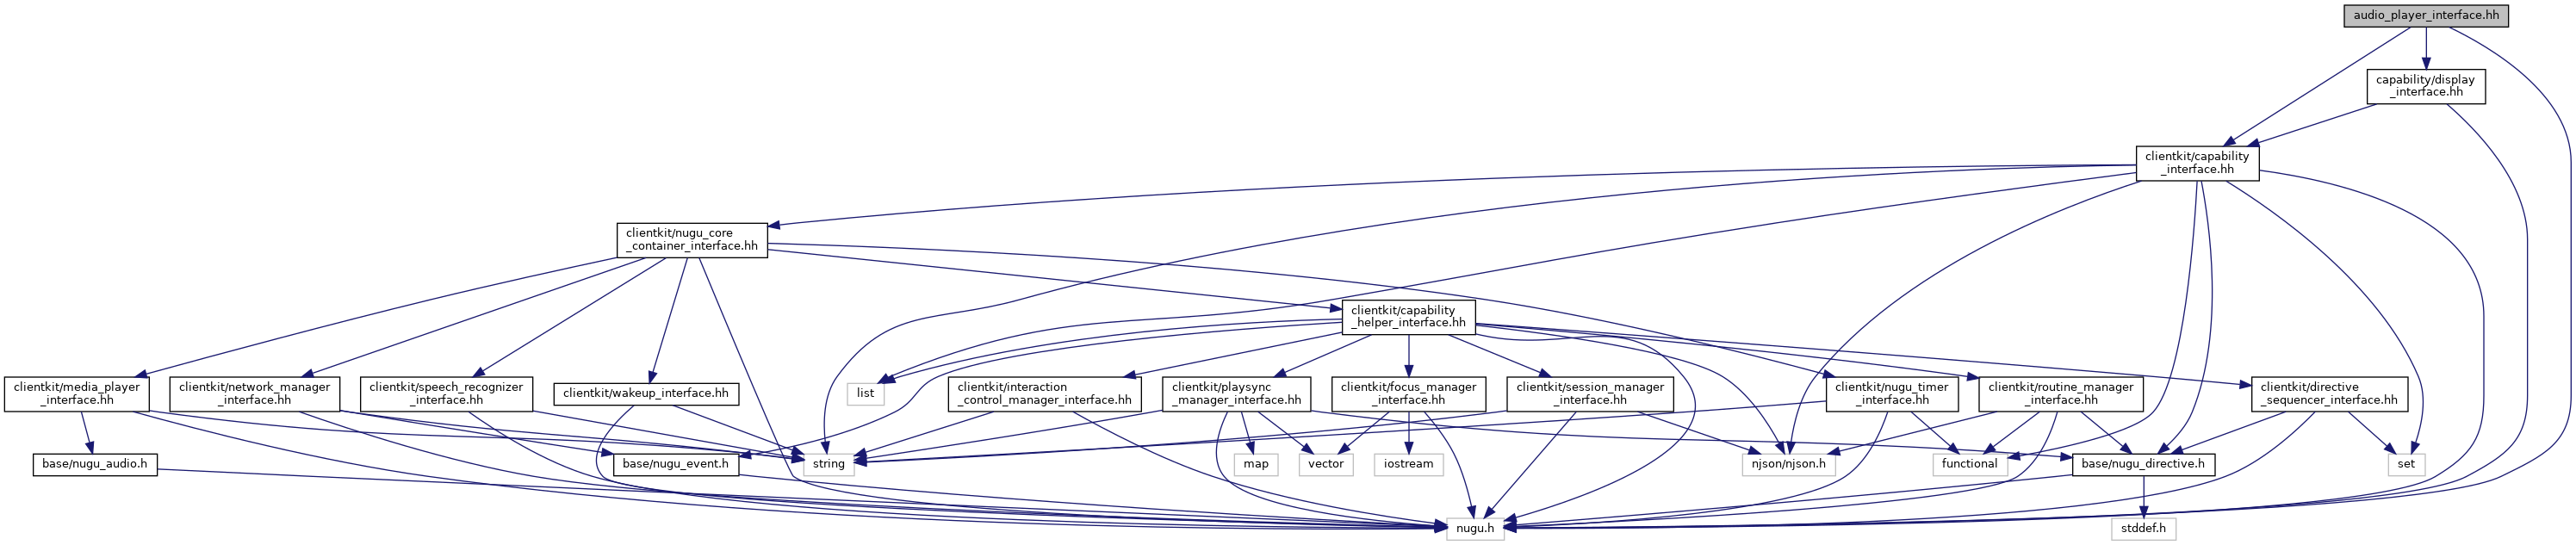 audio_player_interface.hh
capability/display
_interface.hh
clientkit/capability
_interface.hh
clientkit/nugu_core
_container_interface.hh
clientkit/capability
_helper_interface.hh
clientkit/media_player
_interface.hh
clientkit/network_manager
_interface.hh
clientkit/speech_recognizer
_interface.hh
clientkit/wakeup_interface.hh
list
clientkit/interaction
_control_manager_interface.hh
clientkit/playsync
_manager_interface.hh
clientkit/focus_manager
_interface.hh
clientkit/session_manager
_interface.hh
clientkit/nugu_timer
_interface.hh
clientkit/routine_manager
_interface.hh
clientkit/directive
_sequencer_interface.hh
base/nugu_audio.h
base/nugu_event.h
string
map
vector
iostream
njson/njson.h
functional
base/nugu_directive.h
set
nugu.h
stddef.h